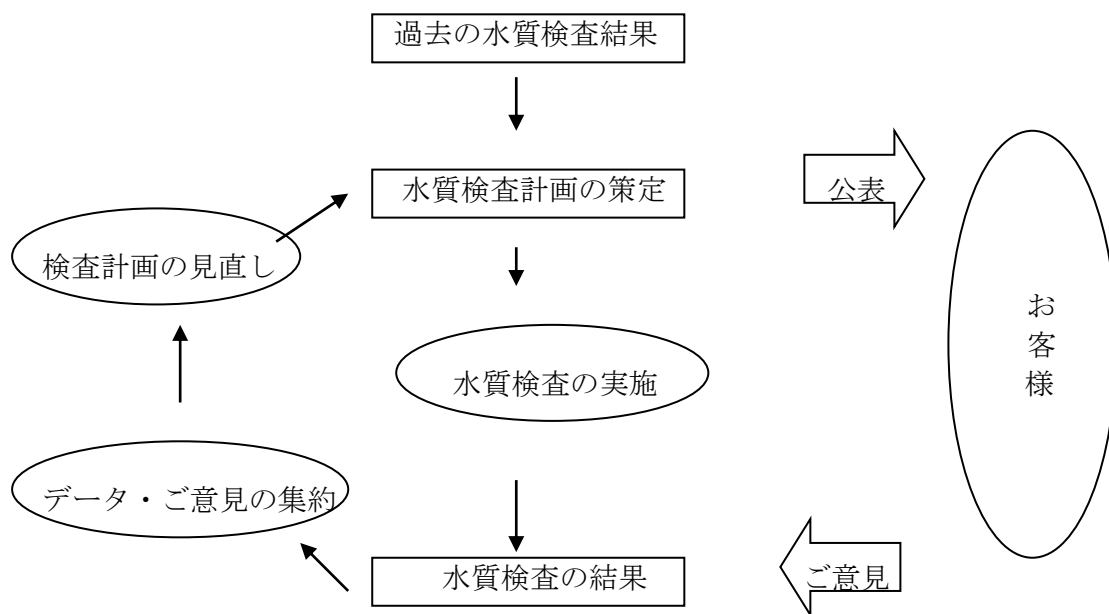 過去の水質検査結果
水質検査計画の策定
公表
検査計画の見直し
お客様
水質検査の実施
データ・ご意見の集約
水質検査の結果
ご意見